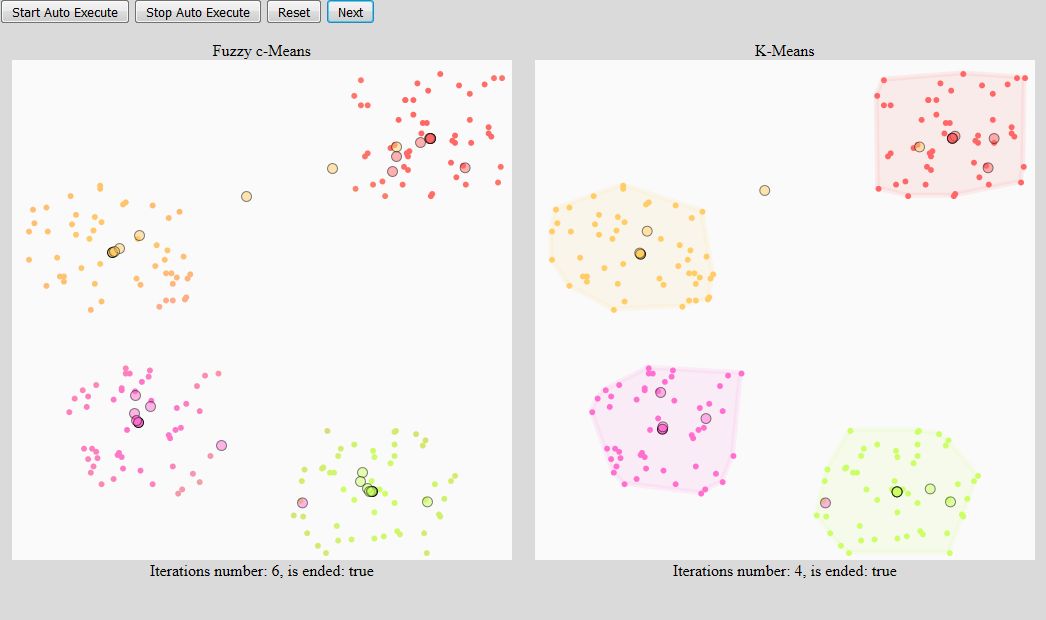 Start Auto Execute Stop Auto Execute Reset Next
Fuzzy c-Means K-Means
Iterations number: 6, is ended: true Iterations number: 4, is ended: true